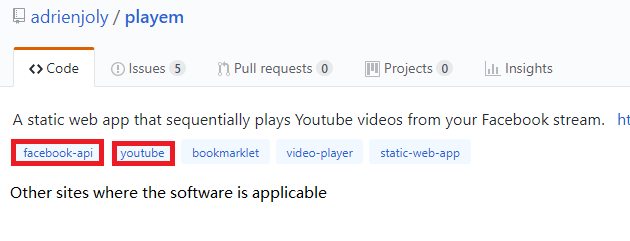 adrienjoly / playem
Code Issues 5 Pull requests 0 Projects 0 Insights
A static web app that sequentially plays Youtube videos from your Facebook stream. ht
facebook-api youtube bookmarklet video-player static-web-app
Other sites where the software is applicable